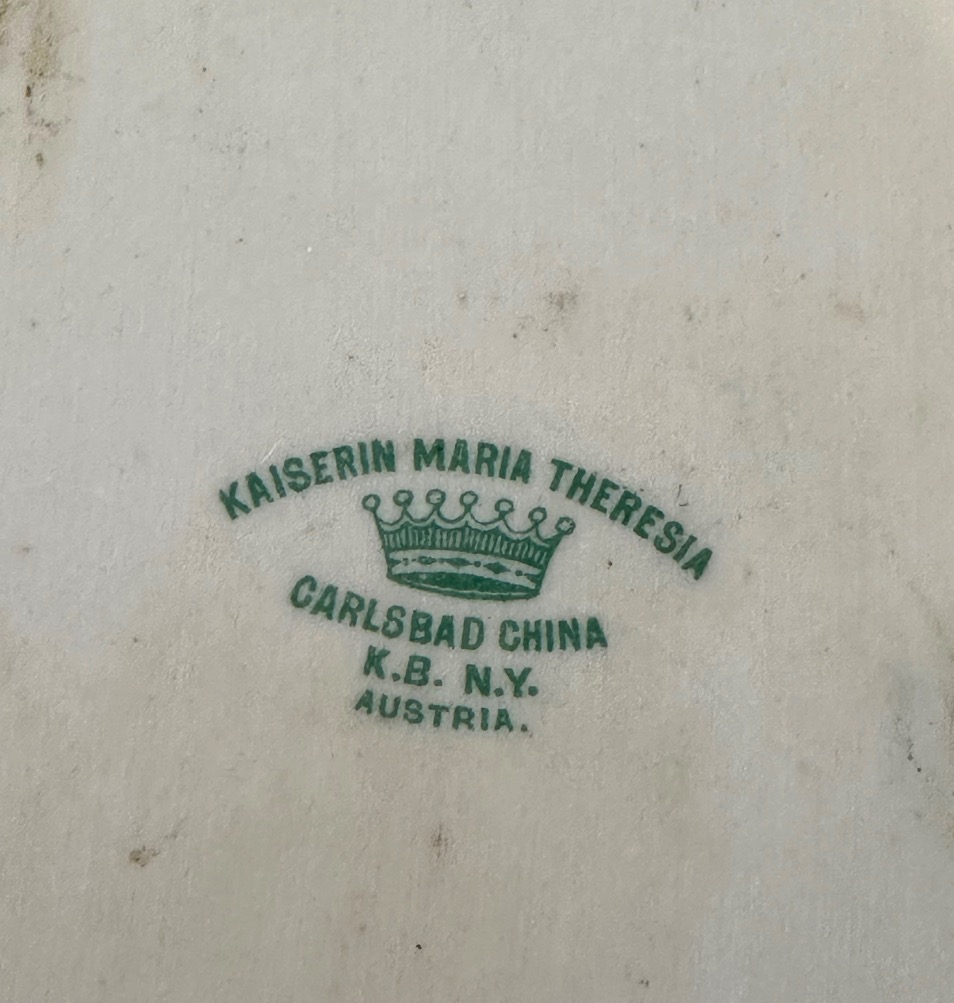 KAISERIN MARIA THERESIA
CARLSBAD CHINA
K.B. N.Y.
AUSTRIA.